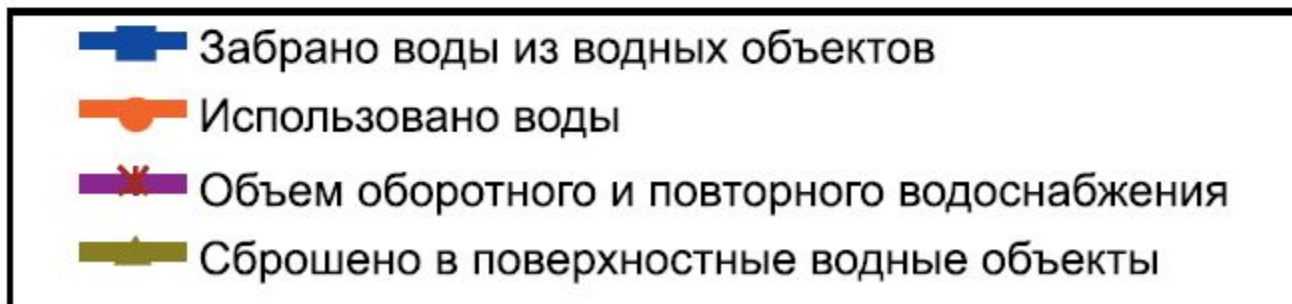 Забрано воды из водных объектов
Использовано воды
Объем оборотного и повторного водоснабжения
Сброшено в поверхностные водные объекты